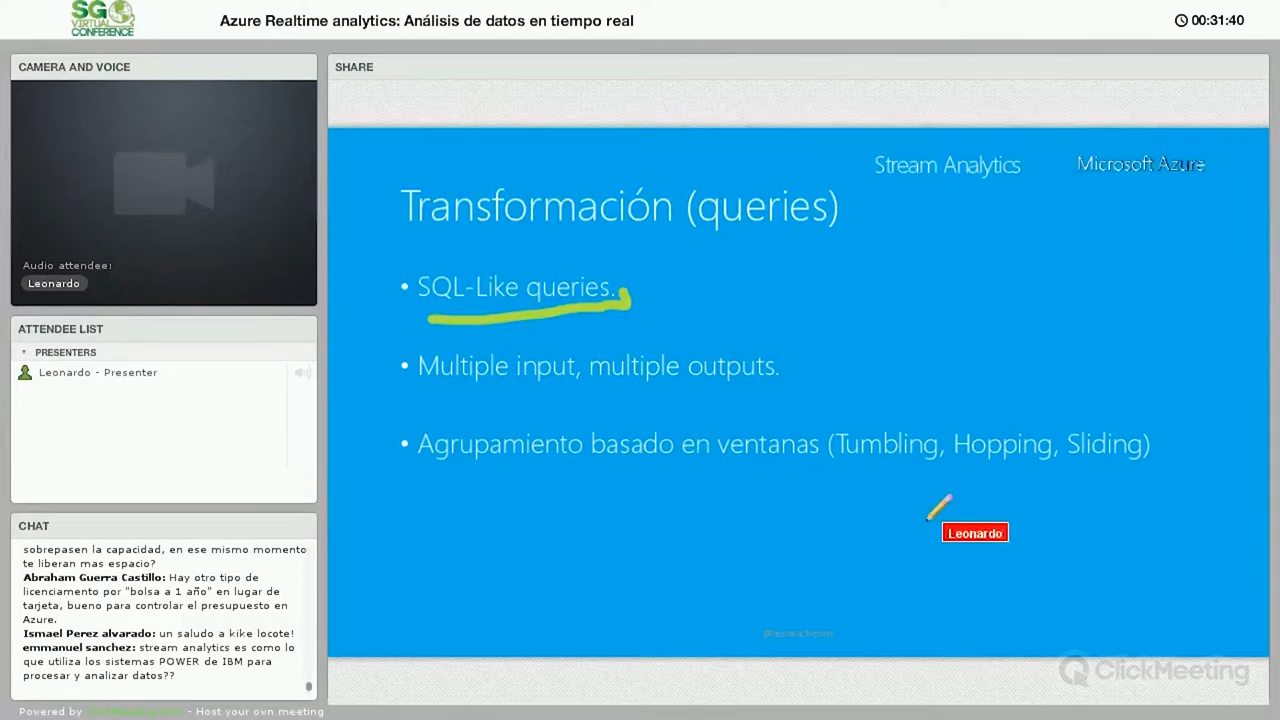 SG
VIRTUAL
CONFERENCE
Azure Realtime analytics: Análisis de datos en tiempo real
00:31:40
CAMERA AND VOICE
Audio attendee:
Leonardo
ATTENDEE LIST
PRESENTERS
Leonardo - Presenter
CHAT
sobrepasen la capacidad, en ese mismo momento
te liberan mas espacio?
Abraham Guerra Castillo: Hay otro tipo de
licenciamento por "bolsa a 1 año" en lugar de
tarjeta, bueno para controlar el presupuesto en
Azure.
Ismael Perez alvarado: un saludo a kike locote!
emmanuel sanchez: stream analytics es como lo
que utiliza los sistemas POWER de IBM para
procesar y analizar datos??
SHARE
Stream Analytics
Microsoft Azure
Transformación (queries)
• SQL-Like queries.
• Multiple input, multiple outputs.
• Agrupamiento basado en ventanas (Tumbling, Hopping, Sliding)
Leonardo
ClickMeeting
Powered by ClickMeeting.com - Host your own meeting